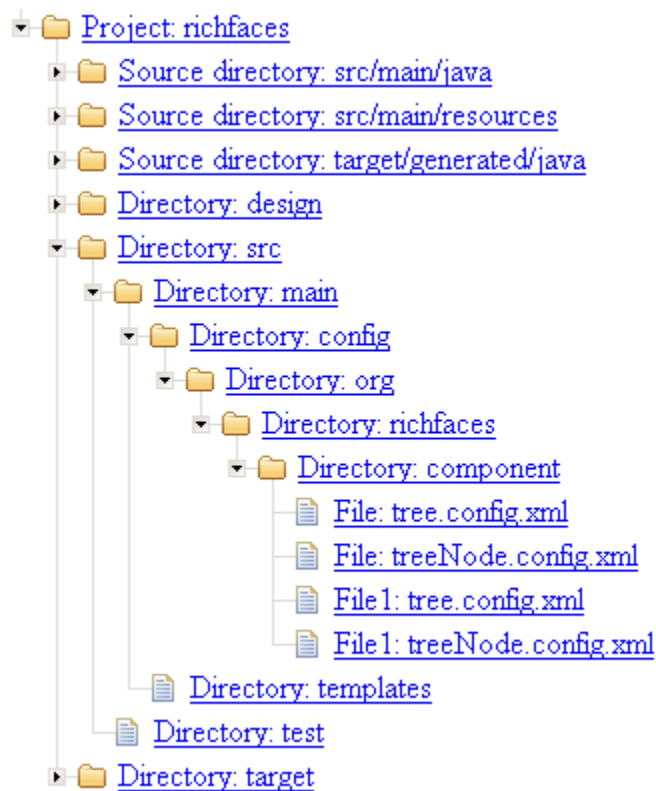 Project: richfaces
Source directory: src/main/java
Source directory: src/main/resources
Source directory: target/generated/java
Directory: design
Directory: src
Directory: main
Directory: config
Directory: org
Directory: richfaces
Directory: component
File: tree.config.xml
File: treeNode.config.xml
File1: tree.config.xml
File1: treeNode.config.xml
Directory: templates
Directory: test
Directory: target